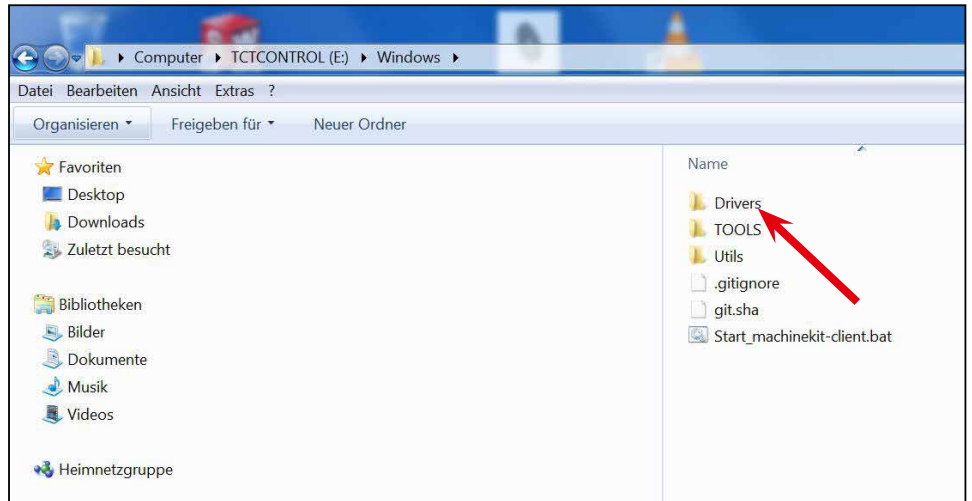 Computer ▸ TCTCONTROL (E:) ▸ Windows ▸
Datei Bearbeiten Ansicht Extras ?
Organisieren Freigeben für Neuer Ordner
Favoriten
Desktop
Downloads
Zuletzt besucht
Bibliotheken
Bilder
Dokumente
Musik
Videos
Heimnetzgruppe
Name
Drivers
TOOLS
Utils
.gitignore
git.sha
Start_machinekit-client.bat